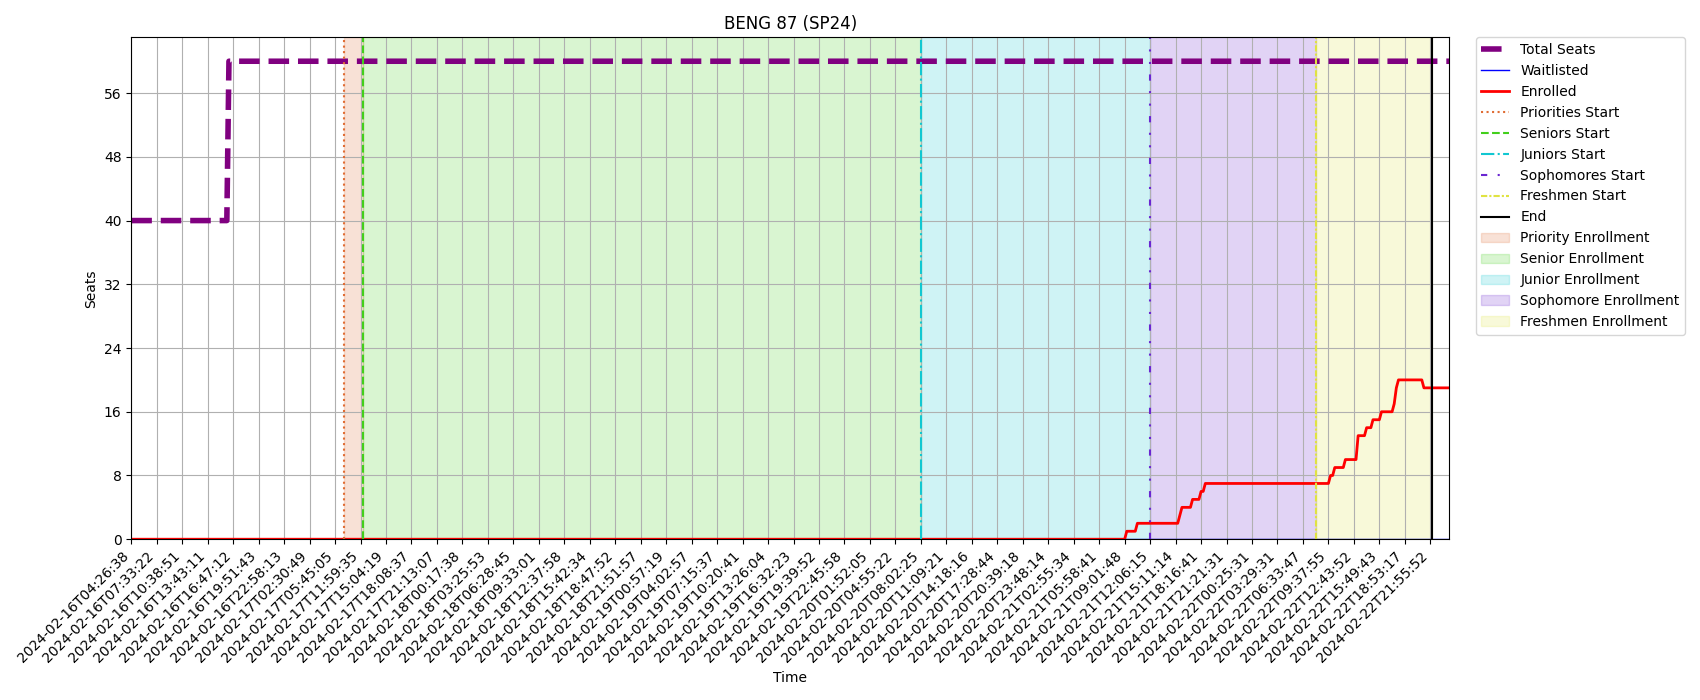 BENG 87 (SP24)
Seats
56
48
40
32
24
16
8
0
Total Seats
Waitlisted
Enrolled
Priorities Start
Seniors Start
Juniors Start
Sophomores Start
Freshmen Start
End
Priority Enrollment
Senior Enrollment
Junior Enrollment
Sophomore Enrollment
Freshmen Enrollment
2024-02-16T04:26:38
2024-02-16T07:33:22
2024-02-16T10:38:51
2024-02-16T13:43:11
2024-02-16T16:47:12
2024-02-16T19:51:43
2024-02-16T22:58:13
2024-02-17T02:30:49
2024-02-17T05:45:05
2024-02-17T11:59:35
2024-02-17T15:04:19
2024-02-17T18:08:37
2024-02-17T21:13:07
2024-02-18T00:17:38
2024-02-18T03:25:53
2024-02-18T06:28:45
2024-02-18T09:33:01
2024-02-18T12:37:58
2024-02-18T15:42:34
2024-02-18T18:47:52
2024-02-18T21:51:57
2024-02-19T00:57:19
2024-02-19T04:02:57
2024-02-19T07:15:37
2024-02-19T10:20:41
2024-02-19T13:26:04
2024-02-19T16:32:23
2024-02-19T19:39:52
2024-02-19T22:45:58
2024-02-20T01:52:05
2024-02-20T04:55:22
2024-02-20T08:02:25
2024-02-20T11:09:21
2024-02-20T14:18:16
2024-02-20T17:28:44
2024-02-20T20:39:18
2024-02-20T23:48:14
2024-02-21T02:55:34
2024-02-21T05:58:41
2024-02-21T09:01:48
2024-02-21T12:06:15
2024-02-21T15:11:14
2024-02-21T18:16:41
2024-02-21T21:21:31
2024-02-22T00:25:31
2024-02-22T03:29:31
2024-02-22T06:33:47
2024-02-22T09:37:55
2024-02-22T12:43:52
2024-02-22T15:49:43
2024-02-22T18:53:17
2024-02-22T21:55:52
Time